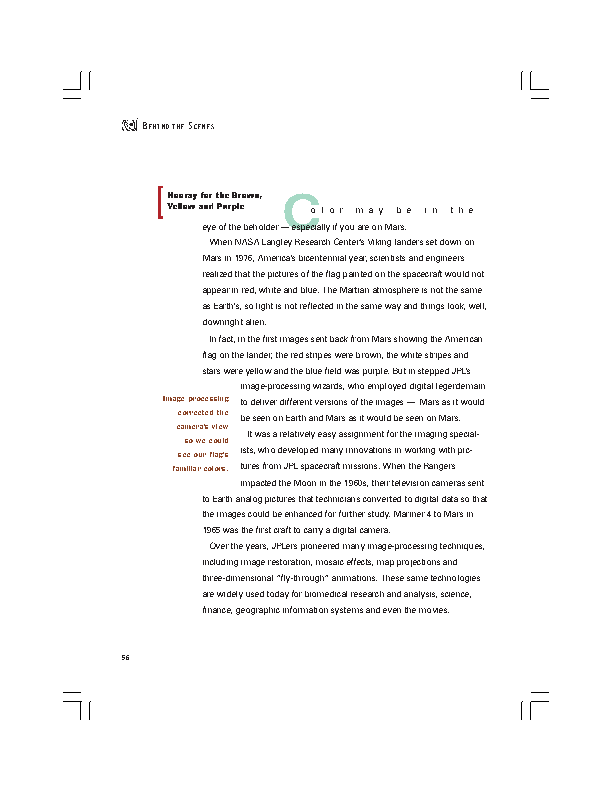 BEHIND THE SCENES
Hooray for the Brown,
Yellow and Purple
Color may be in the
eye of the beholder — especially if you are on Mars.
When NASA Langley Research Center's Viking landers set down on
Mars in 1976, America's bicentennial year, scientists and engineers
realized that the pictures of the flag painted on the spacecraft would not
appear in red, white and blue. The Martian atmosphere is not the same
as Earth's, so light is not reflected in the same way and things look, well,
downright alien.
In fact, in the first images sent back from Mars showing the American
flag on the lander, the red stripes were brown, the white stripes and
stars were yellow and the blue field was purple. But in stepped JPL's
image-processing wizards, who employed digital legerdemain
to deliver different versions of the images — Mars as it would
be seen on Earth and Mars as it would be seen on Mars.
It was a relatively easy assignment for the imaging special-
ists, who developed many innovations in working with pic-
tures from JPL spacecraft missions. When the Rangers
impacted the Moon in the 1960s, their television cameras sent
to Earth analog pictures that technicians converted to digital data so that
the images could be enhanced for further study. Mariner 4 to Mars in
1965 was the first craft to carry a digital camera.
Over the years, JPLers pioneered many image-processing techniques,
including image restoration, mosaic effects, map projections and
three-dimensional "fly-through" animations. These same technologies
are widely used today for biomedical research and analysis, science,
finance, geographic information systems and even the movies.
Image processing
corrected the
camera's view
so we could
see our flag's
familiar colors.
56